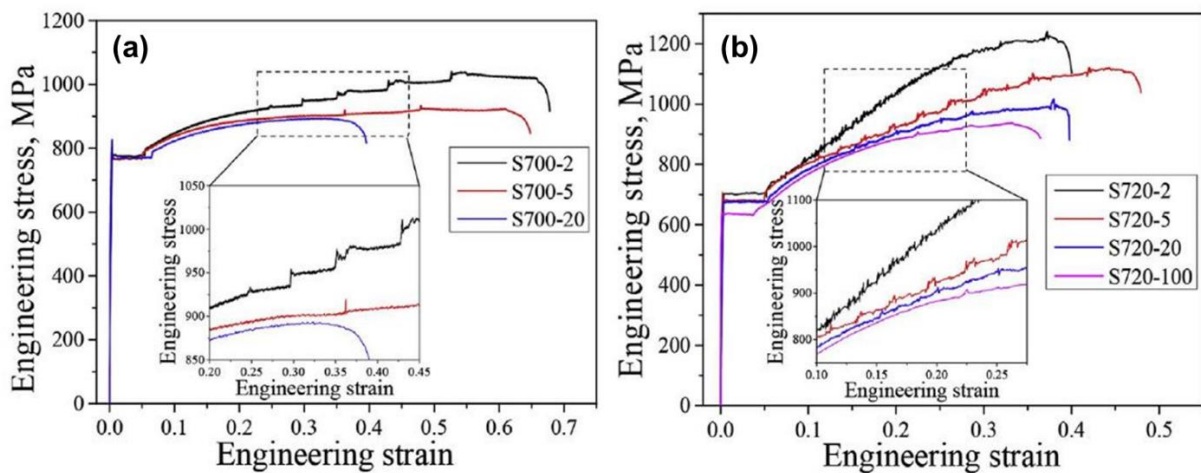 (a)
Engineering stress, MPa
1200
1000
800
600
400
200
0
0.0 0.1 0.2 0.3 0.4 0.5 0.6 0.7
Engineering strain
S700-2
S700-5
S700-20
Engineering stress
1050
1000
950
900
850
0.20 0.25 0.30 0.35 0.40 0.45
Engineering strain
(b)
Engineering stress, MPa
1200
1000
800
600
400
200
0
0.0 0.1 0.2 0.3 0.4 0.5
Engineering strain
S720-2
S720-5
S720-20
S720-100
Engineering stress
1100
1000
900
800
0.10 0.15 0.20 0.25
Engineering strain